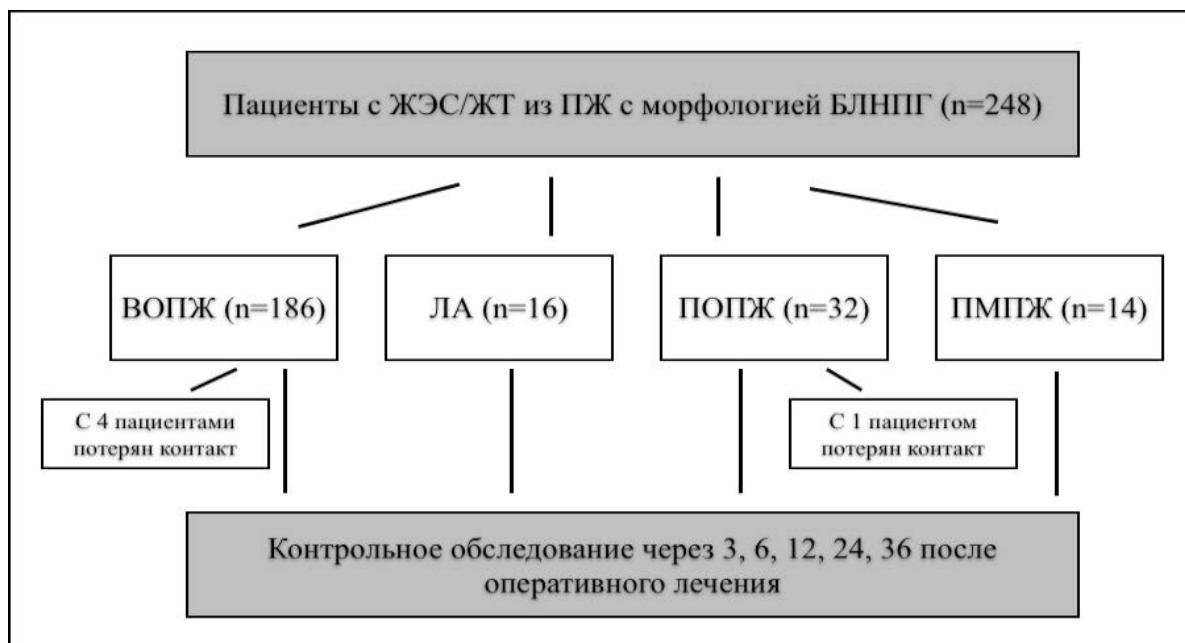 Пациенты с ЖЭС/ЖТ из ПЖ с морфологией БЛНПГ (n=248)
ВОПЖ (n=186)
ЛА (n=16)
ПОПЖ (n=32)
ПМПЖ (n=14)
С 4 пациентами
потерян контакт
С 1 пациентом
потерян контакт
Контрольное обследование через 3, 6, 12, 24, 36 после
оперативного лечения